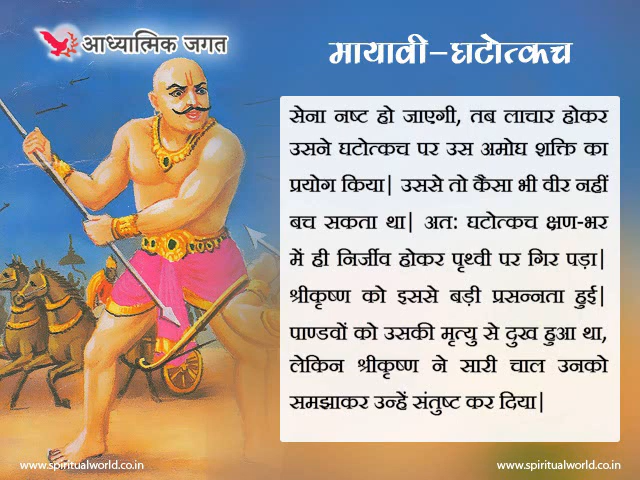 आध्यात्मिक जगत
मायावी-घटोत्कच
सेना नष्ट हो जाएगी, तब लाचार होकर
उसने घटोत्कच पर उस अमोघ शक्ति का
प्रयोग किया| उससे तो कैसा भी वीर नहीं
बच सकता था| अत: घटोत्कच क्षण-भर
में ही निर्जीव होकर पृथ्वी पर गिर पड़ा|
श्रीकृष्ण को इससे बड़ी प्रसन्नता हुई|
पाण्डवों को उसकी मृत्यु से दुख हुआ था,
लेकिन श्रीकृष्ण ने सारी चाल उनको
समझाकर उन्हें संतुष्ट कर दिया|
www.spiritualworld.co.in
www.spiritualworld.co.in